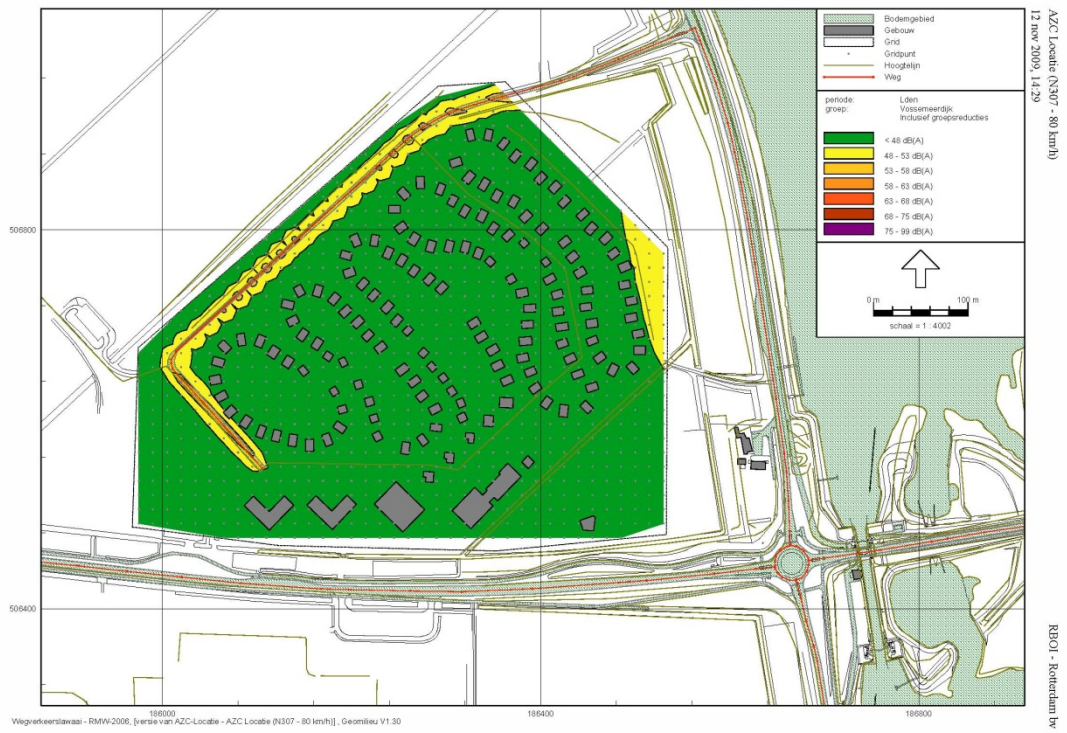 AZC Locatie (N307 - 80 km/h)
12 nov 2009, 14:29
Bodemgebied
Gebouw
Grid
Gridpunt
Hoogtelijn
Weg
periode: Lden
groep: Vossemeerdijk
Inclusief groepsreducties
< 48 dB(A)
48 - 53 dB(A)
53 - 58 dB(A)
58 - 63 dB(A)
63 - 68 dB(A)
68 - 75 dB(A)
75 - 99 dB(A)
0 m 100 m
schaal = 1 : 4002
506800
506400
186000
186400
186800
Wegverkeerslawaai - RMW-2006, [versie van AZC-Locatie - AZC Locatie (N307 - 80 km/h)] , Geomilieu V1.30
RBOI - Rotterdam bv